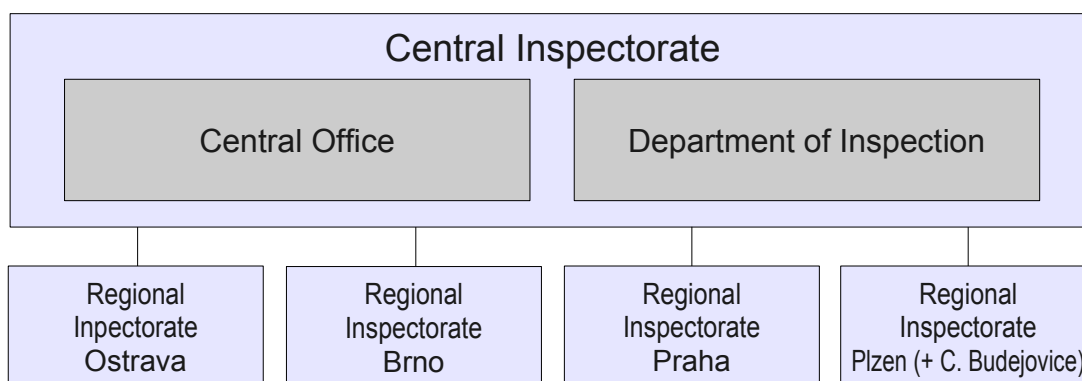 Central Inspectorate
Central Office
Department of Inspection
Regional
Inpectorate
Ostrava
Regional
Inspectorate
Brno
Regional
Inspectorate
Praha
Regional
Inspectorate
Plzen (+ C. Budejovice)